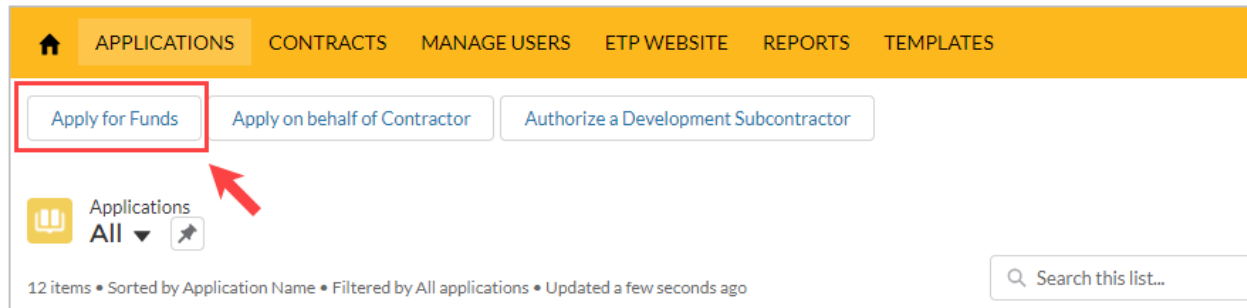 APPLICATIONS CONTRACTS MANAGE USERS ETP WEBSITE REPORTS TEMPLATES
Apply for Funds Apply on behalf of Contractor Authorize a Development Subcontractor
Applications
All
12 items • Sorted by Application Name • Filtered by All applications • Updated a few seconds ago
Search this list...